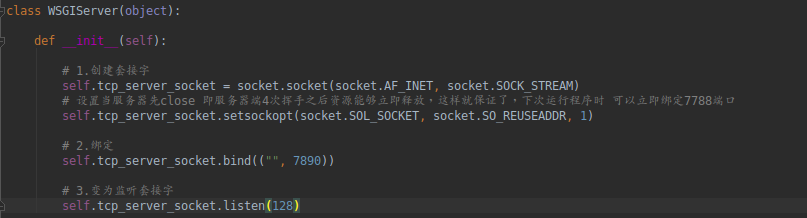 class WSGIServer(object):
def __init__(self):
# 1.创建套接字
self.tcp_server_socket = socket.socket(socket.AF_INET, socket.SOCK_STREAM)
# 设置当服务器先close 即服务器端4次挥手之后资源能够立即释放，这样就保证了，下次运行程序时 可以立即绑定7788端口
self.tcp_server_socket.setsockopt(socket.SOL_SOCKET, socket.SO_REUSEADDR, 1)
# 2.绑定
self.tcp_server_socket.bind(("", 7890))
# 3.变为监听套接字
self.tcp_server_socket.listen(128)